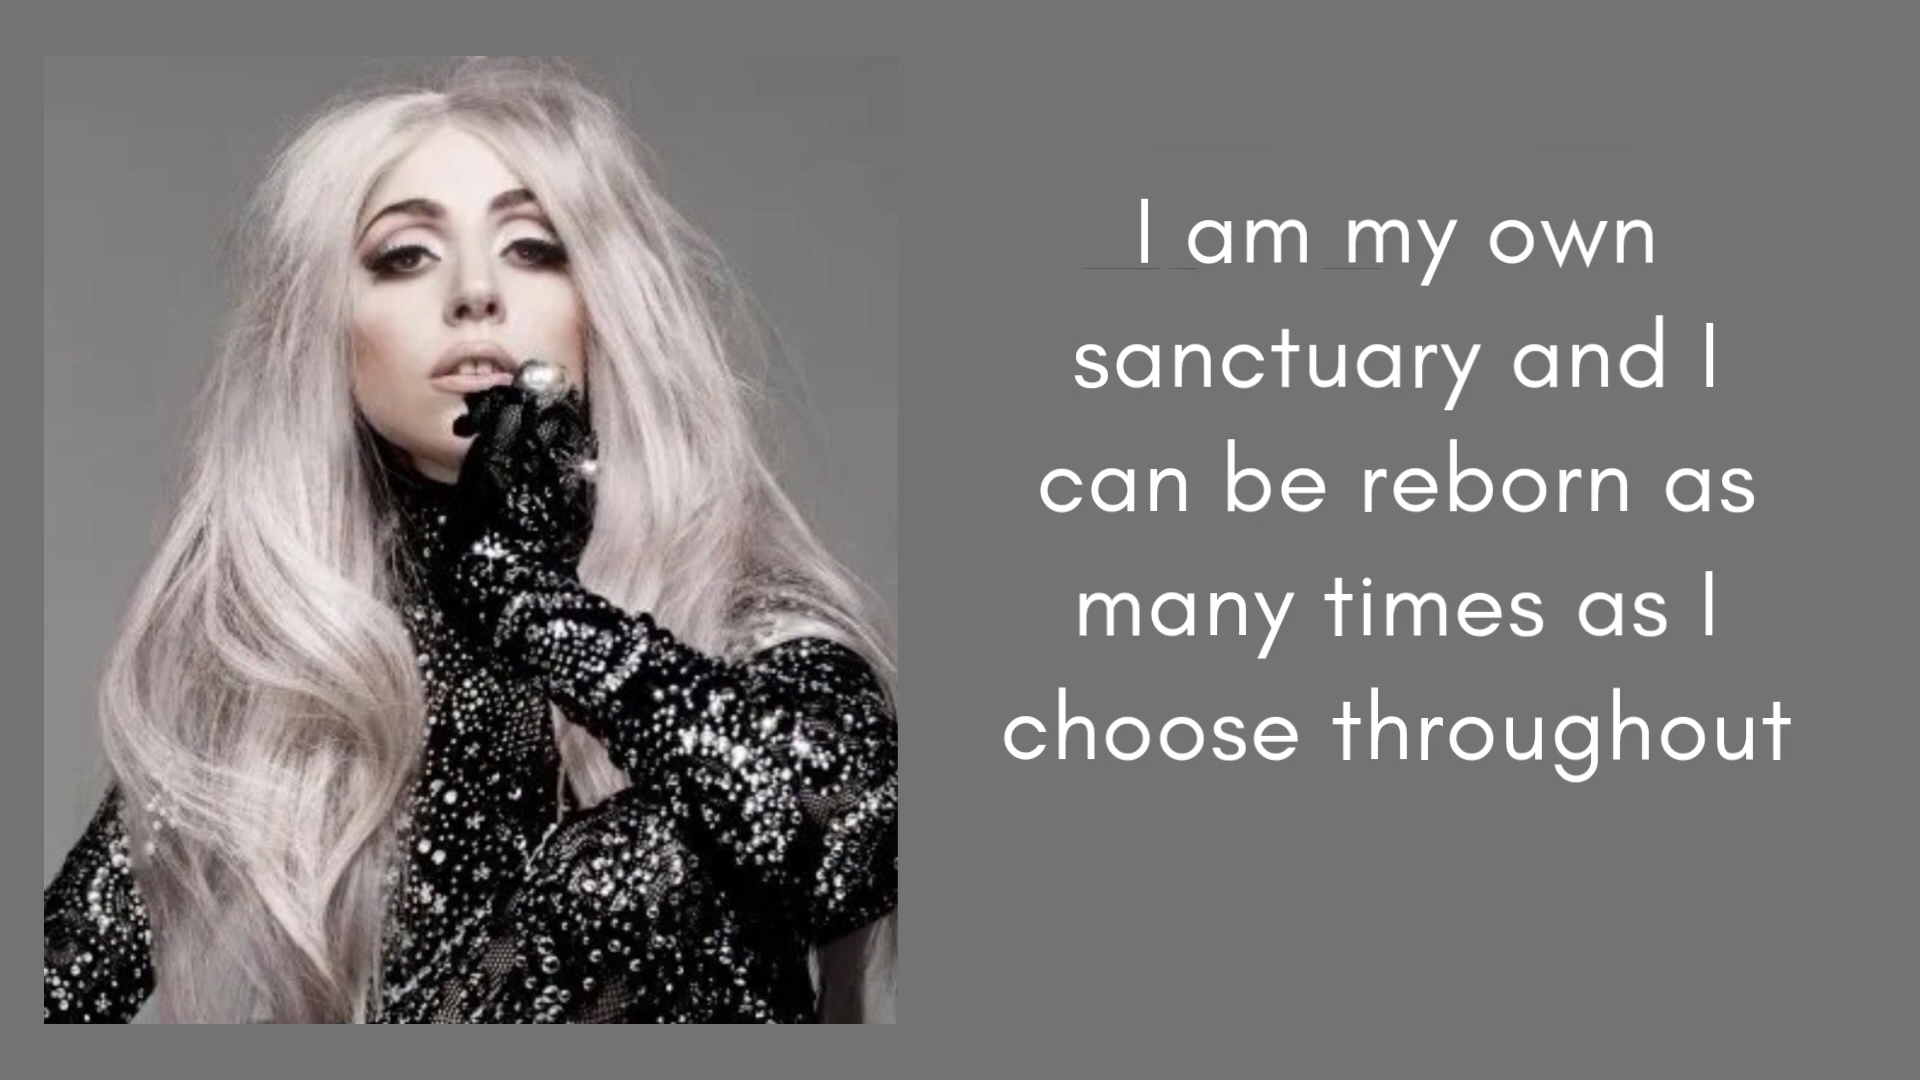 I am my own
sanctuary and I
can be reborn as
many times as I
choose throughout